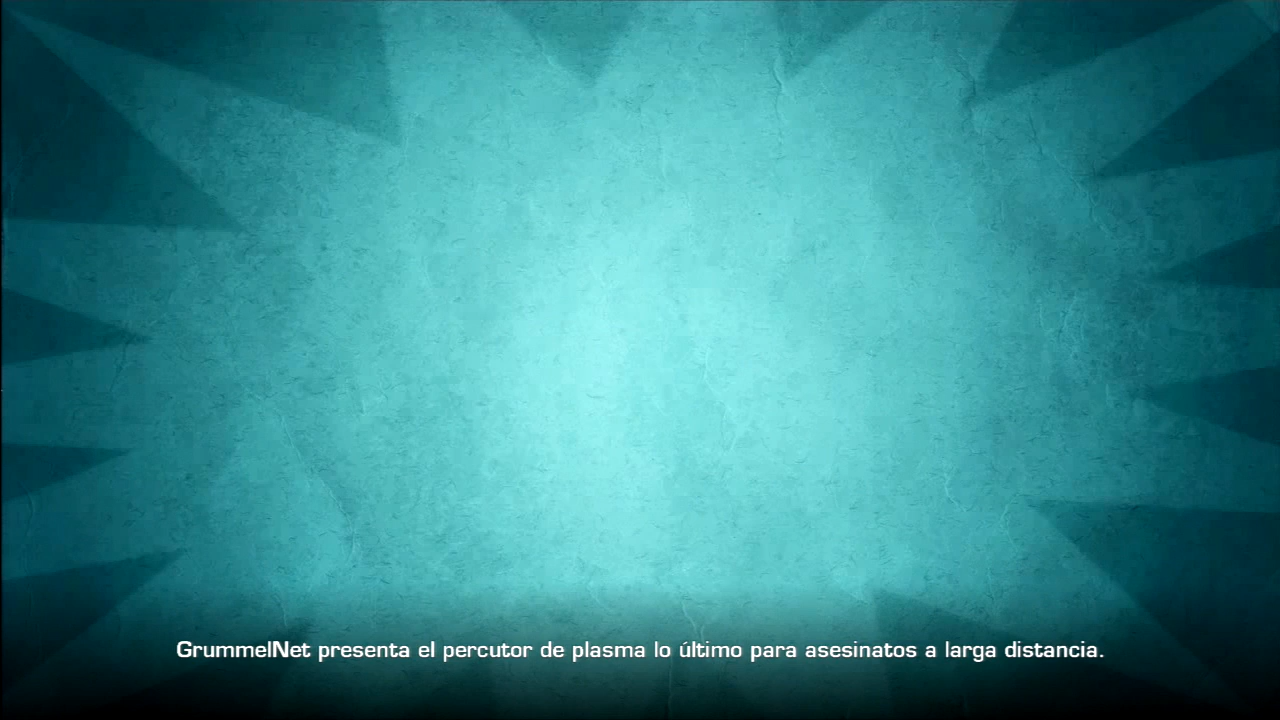 GrummelNet presenta el percutor de plasma lo último para asesinatos a larga distancia.